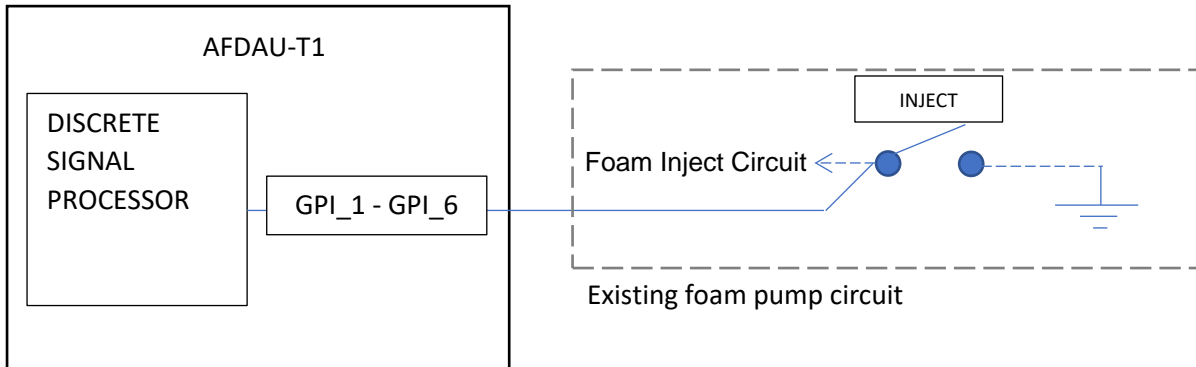 AFDAU-T1
DISCRETE
SIGNAL
PROCESSOR
GPI_1 - GPI_6
INJECT
Foam Inject Circuit
Existing foam pump circuit